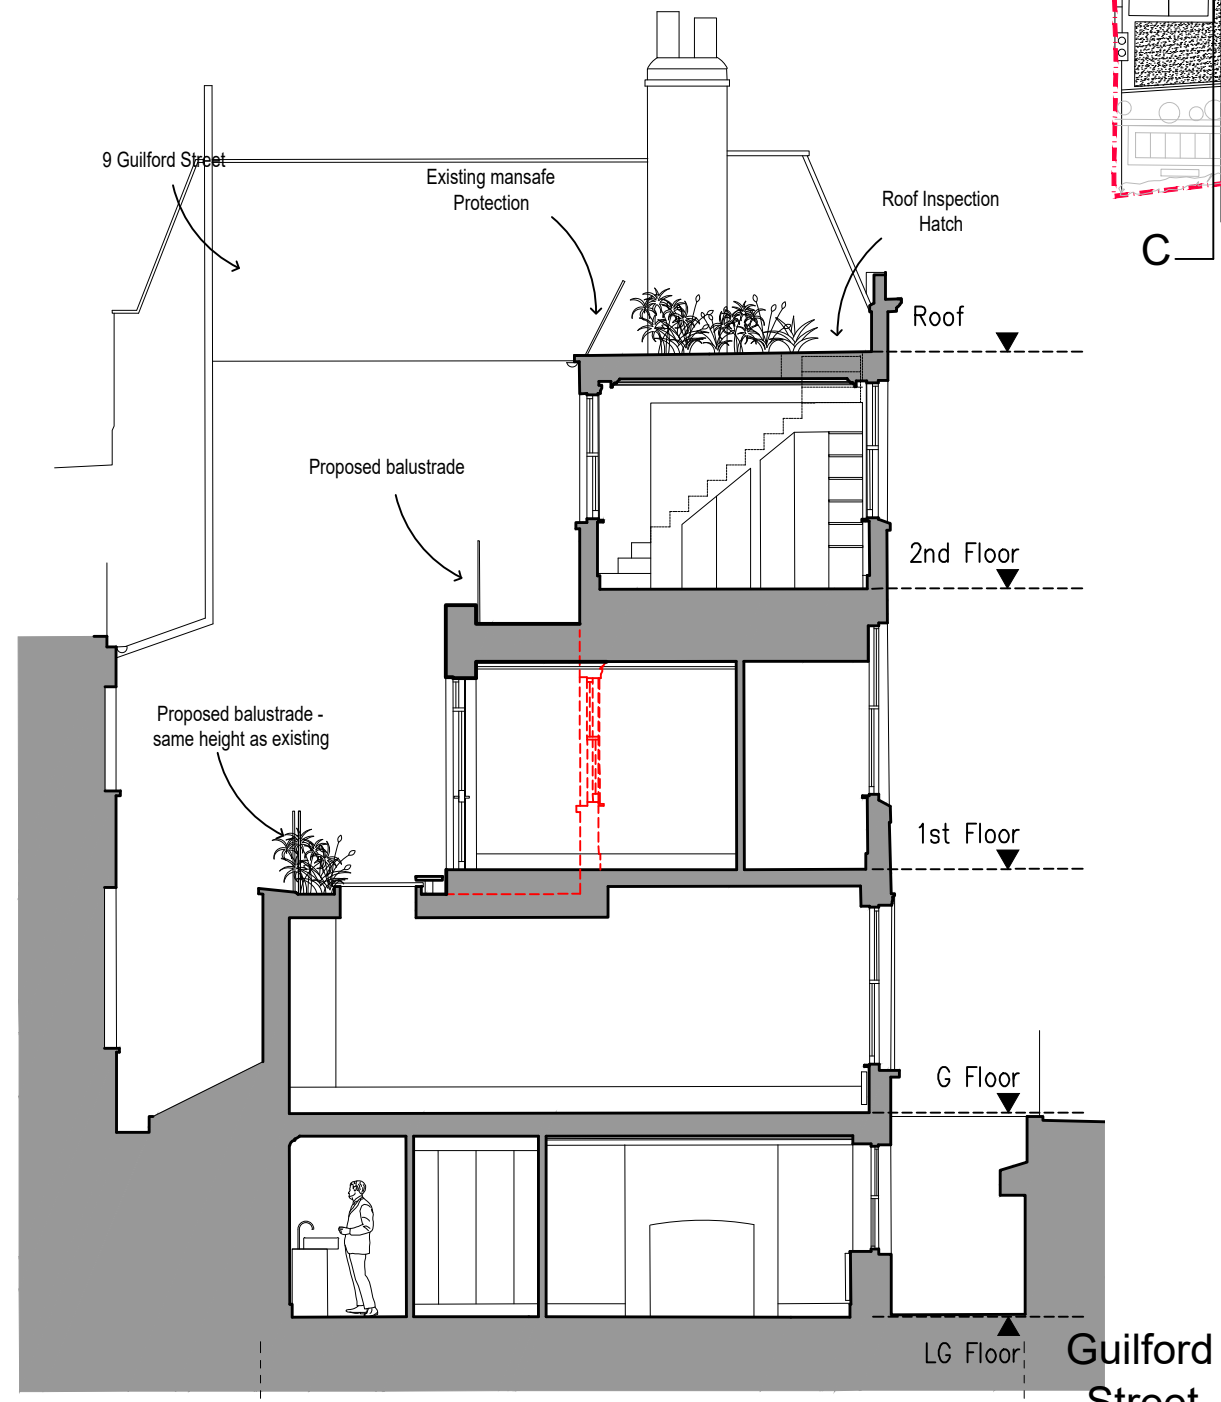 9 Guilford Street
Existing mansafe
Protection
Roof Inspection
Hatch
C
Roof
Proposed balustrade
2nd Floor
Proposed balustrade -
same height as existing
1st Floor
G Floor
LG Floor
Guilford
Street